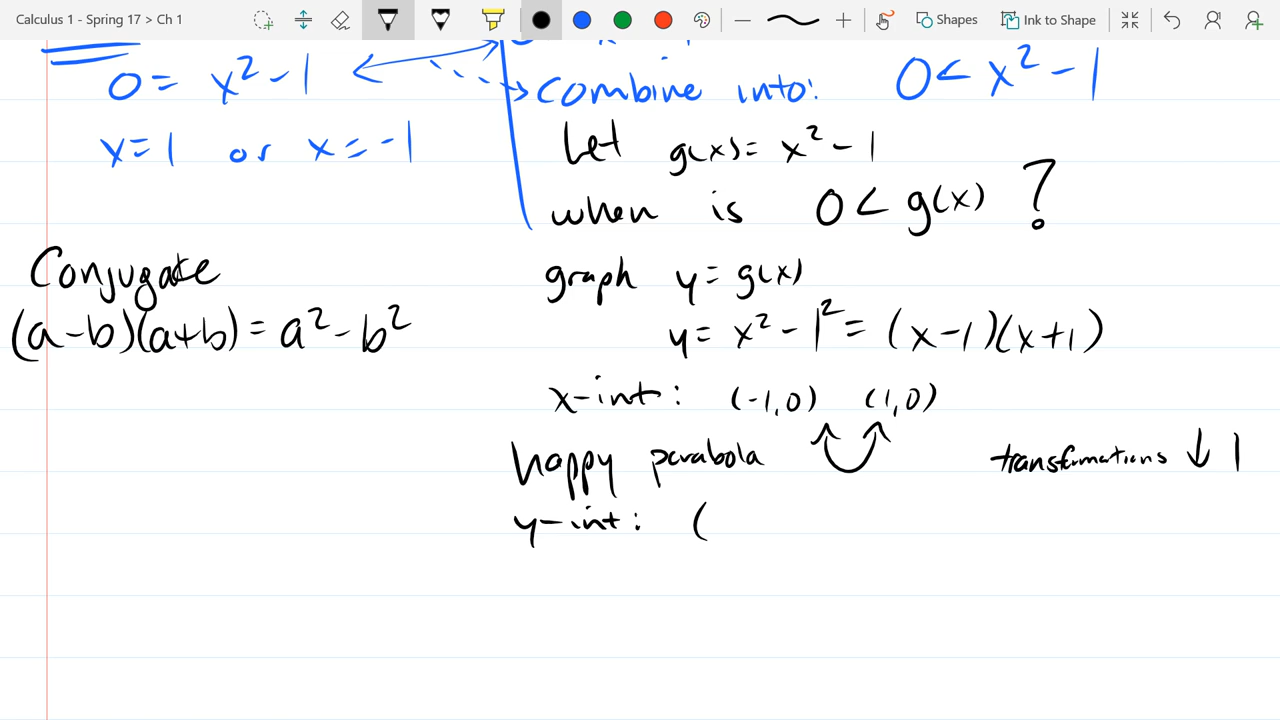 Calculus 1 - Spring 17 > Ch 1
Shapes
Ink to Shape
0 = x² - 1
x=1 or x=-1
Conjugate
(a-b)(a+b) = a² - b²
combine into: 0 < x² - 1
Let g(x) = x² - 1
when is 0 < g(x) ?
graph y = g(x)
y = x² - 1² = (x-1)(x+1)
x-int: (-1,0) (1,0)
happy parabola transformations ↓ 1
y-int: (